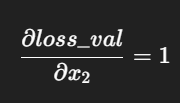 ∂loss_val/∂x₂ = 1